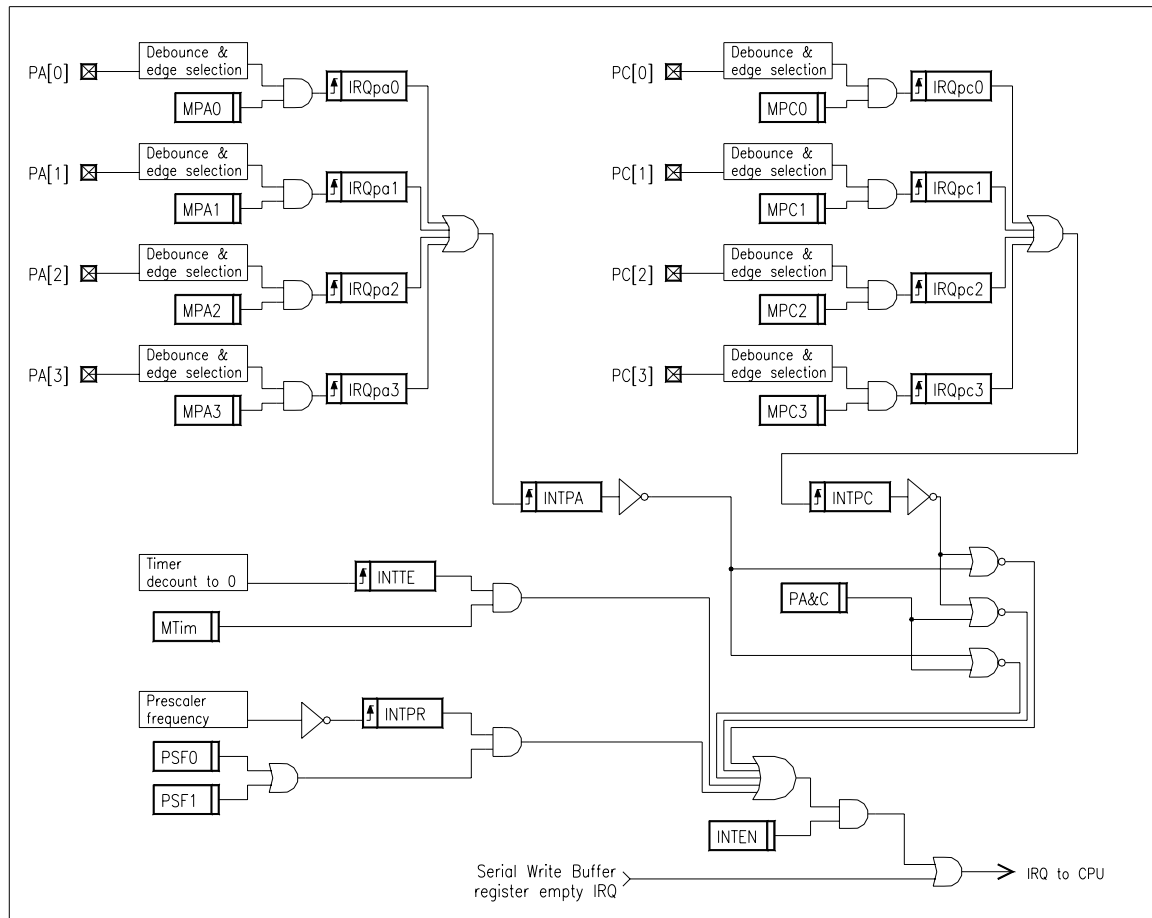 PA[0]
Debounce &
edge selection
MPA0
IRQpa0
PA[1]
Debounce &
edge selection
MPA1
IRQpa1
PA[2]
Debounce &
edge selection
MPA2
IRQpa2
PA[3]
Debounce &
edge selection
MPA3
IRQpa3
PC[0]
Debounce &
edge selection
MPC0
IRQpc0
PC[1]
Debounce &
edge selection
MPC1
IRQpc1
PC[2]
Debounce &
edge selection
MPC2
IRQpc2
PC[3]
Debounce &
edge selection
MPC3
IRQpc3
INTPA
INTPC
Timer
decount to 0
INTTE
MTim
PA&C
Prescaler
frequency
INTPR
PSF0
PSF1
INTEN
Serial Write Buffer
register empty IRQ
IRQ to CPU